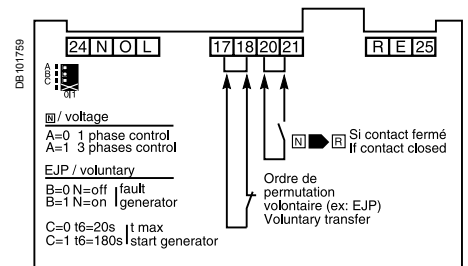 DB101759
24 N O L 17 18 20 21 R E 25
A
B
C
0 1
N / voltage
A=0 1 phase control
A=1 3 phases control
EJP / voluntary
B=0 N=off | fault
B=1 N=on | generator
C=0 t6=20s | t max
C=1 t6=180s | start generator
N R Si contact fermé
If contact closed
Ordre de
permutation
volontaire (ex: EJP)
Voluntary transfer